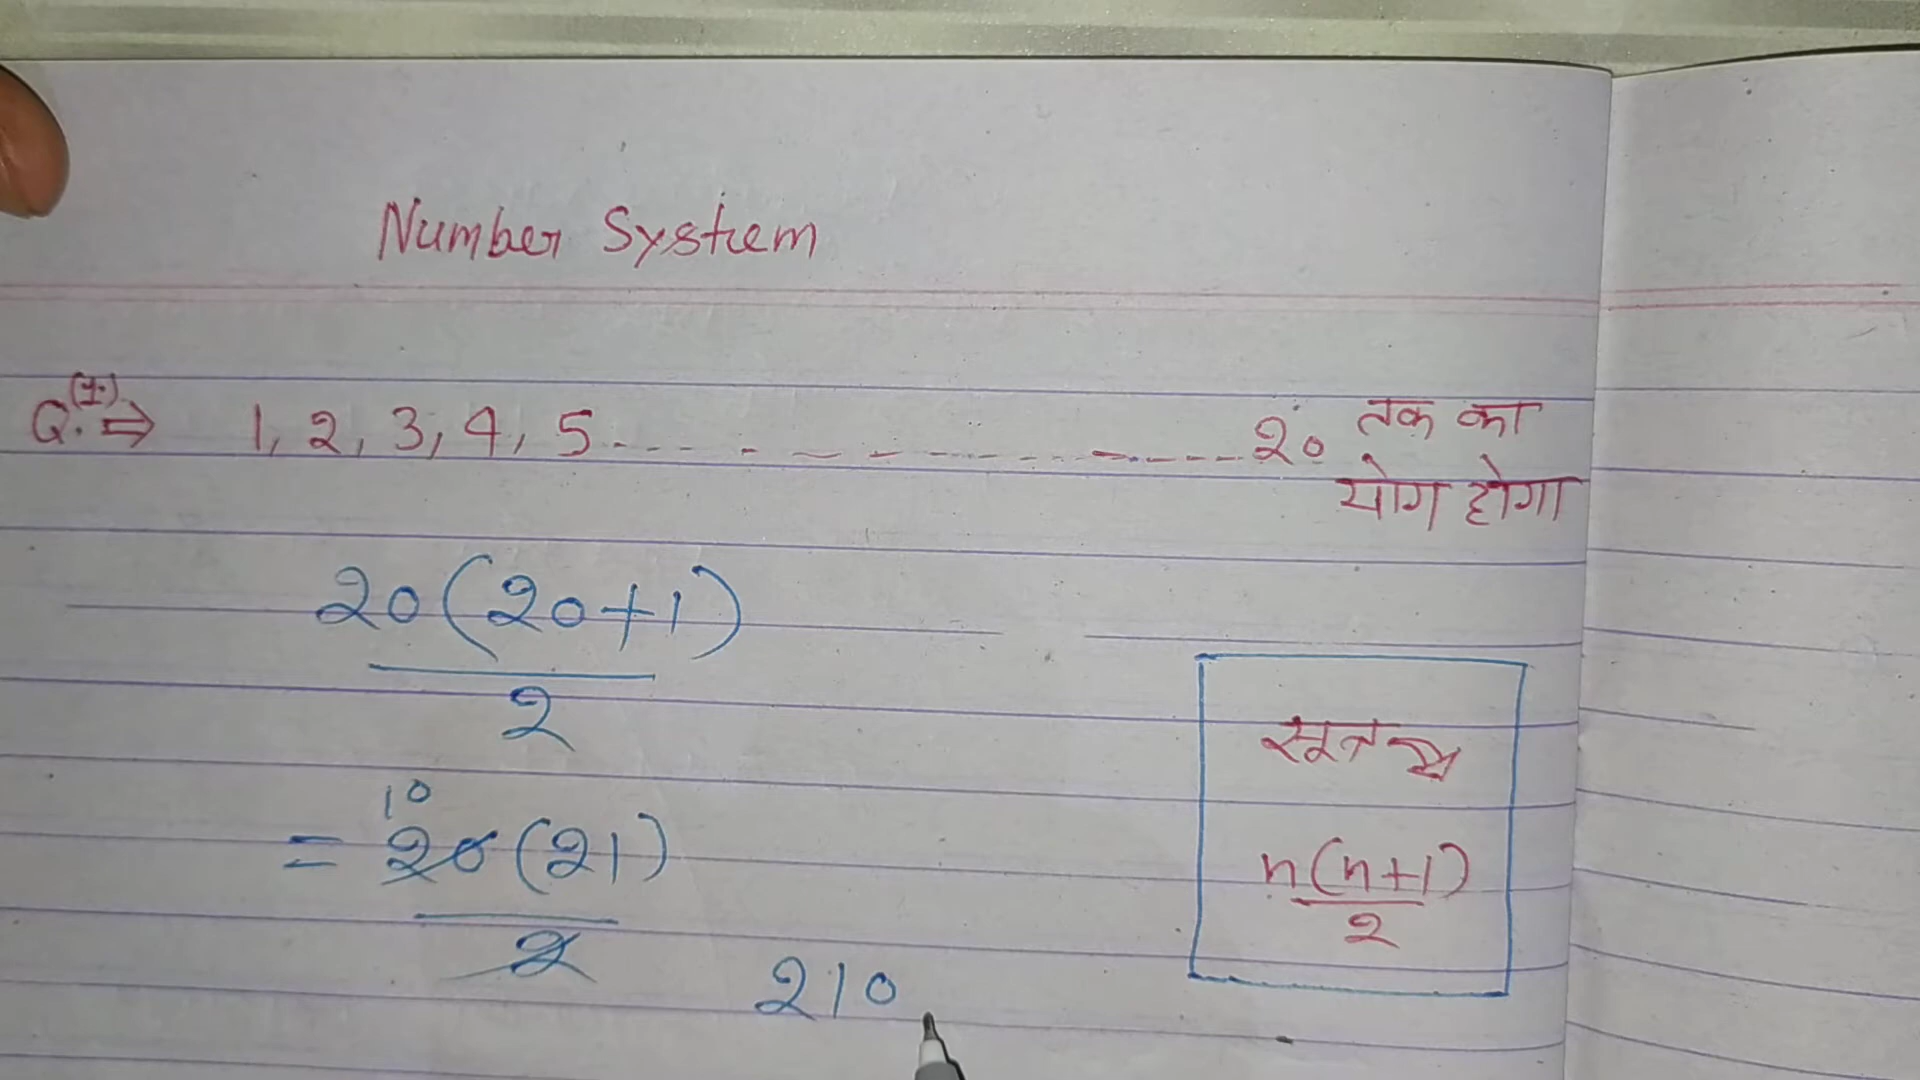 Number System
Q.(1.) ⇒ 1, 2, 3, 4, 5 - - - - - - - - - - - - 20 तक का
योग होगा
20(20+1)
2
= 20(21)
10
2
210
सूत्र से
n(n+1)
2